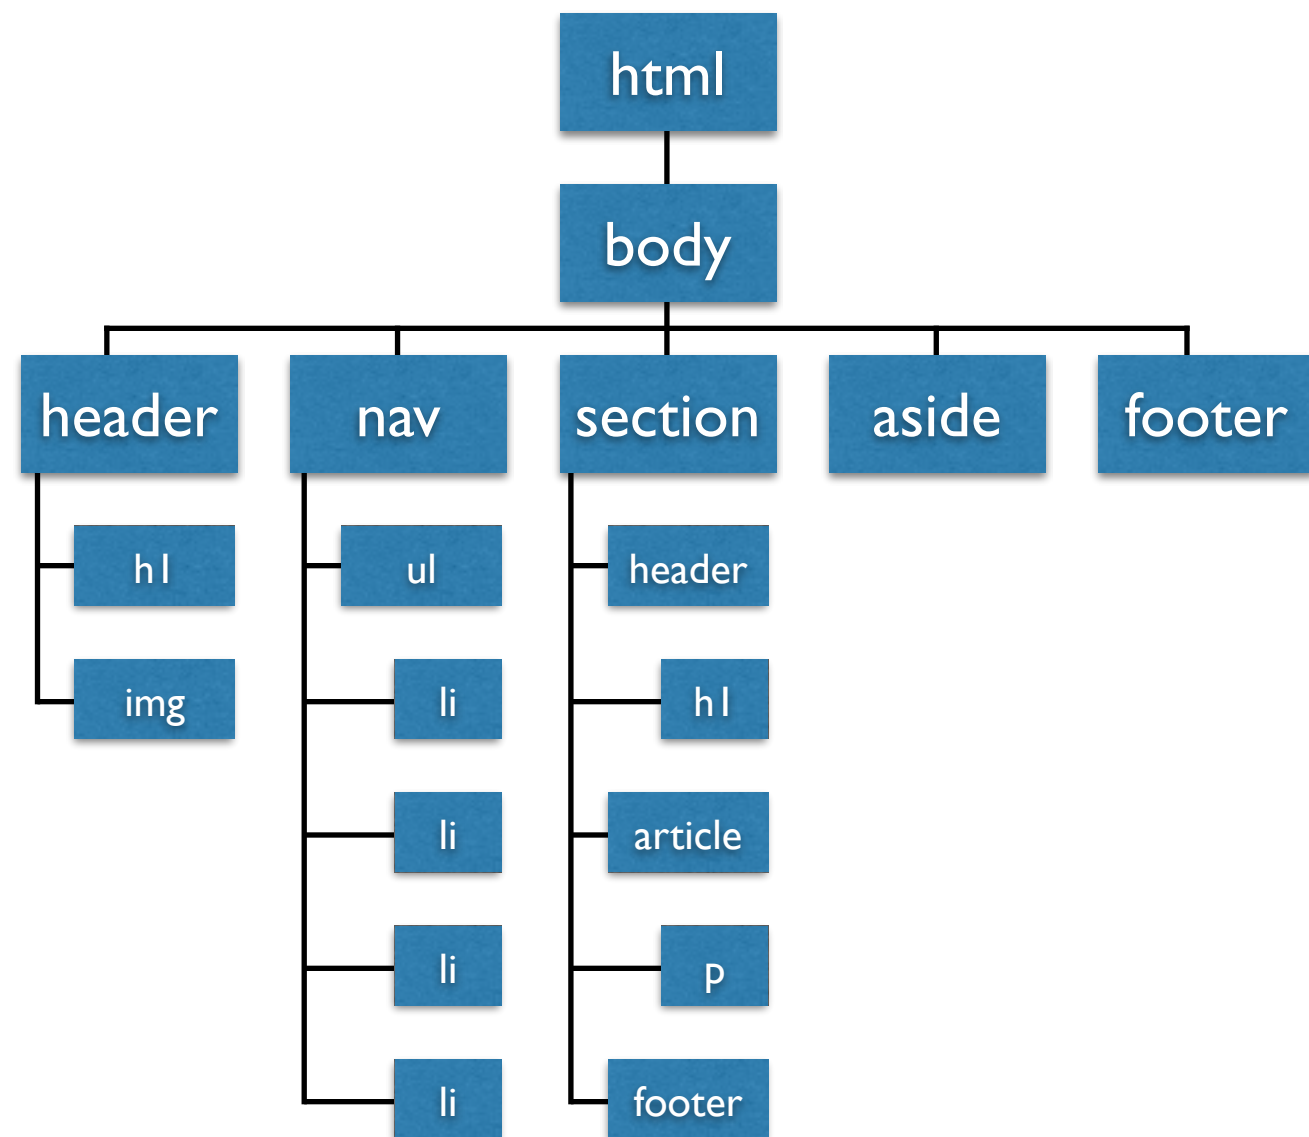 html
body
header
nav
section
aside
footer
h1
img
ul
li
li
li
li
header
h1
article
p
footer